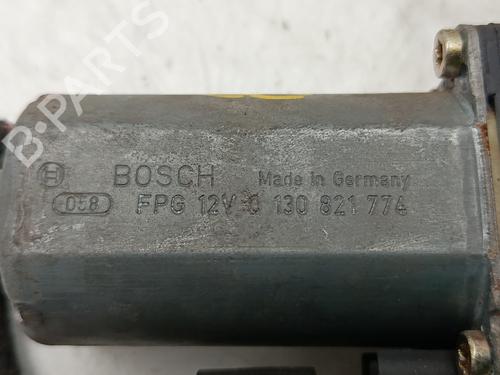 B-PARTS
BOSCH Made in Germany
058 FPG 12V 0 130 821 774